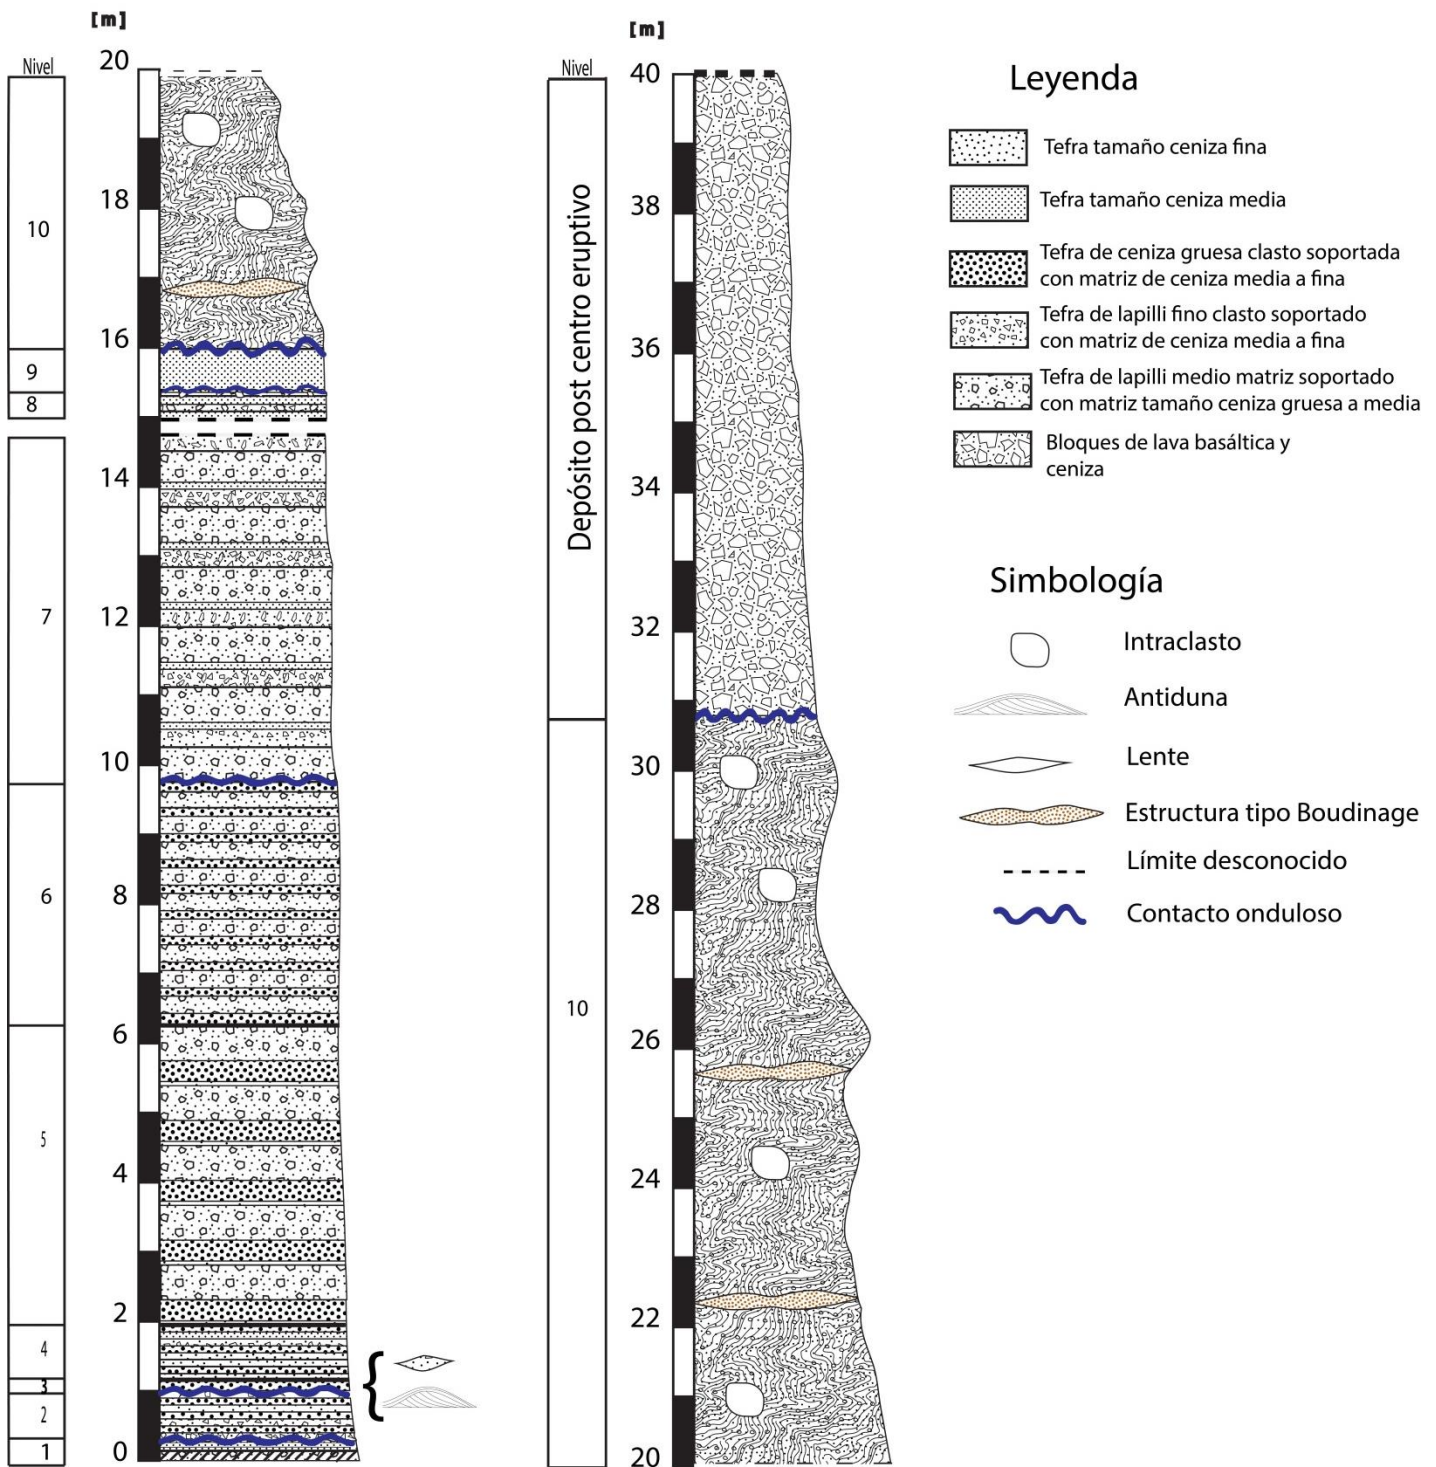 [m]
Nivel
20
18
16
14
12
10
8
6
4
2
0
10
9
8
7
6
5
4
3
2
1
[m]
Nivel
40
38
36
34
32
30
28
26
24
22
20
Depósito post centro eruptivo
10
Leyenda
Tefra tamaño ceniza fina
Tefra tamaño ceniza media
Tefra de ceniza gruesa clasto soportada
con matriz de ceniza media a fina
Tefra de lapilli fino clasto soportado
con matriz de ceniza media a fina
Tefra de lapilli medio matriz soportado
con matriz tamaño ceniza gruesa a media
Bloques de lava basáltica y
ceniza
Simbología
Intraclasto
Antiduna
Lente
Estructura tipo Boudinage
Límite desconocido
Contacto onduloso